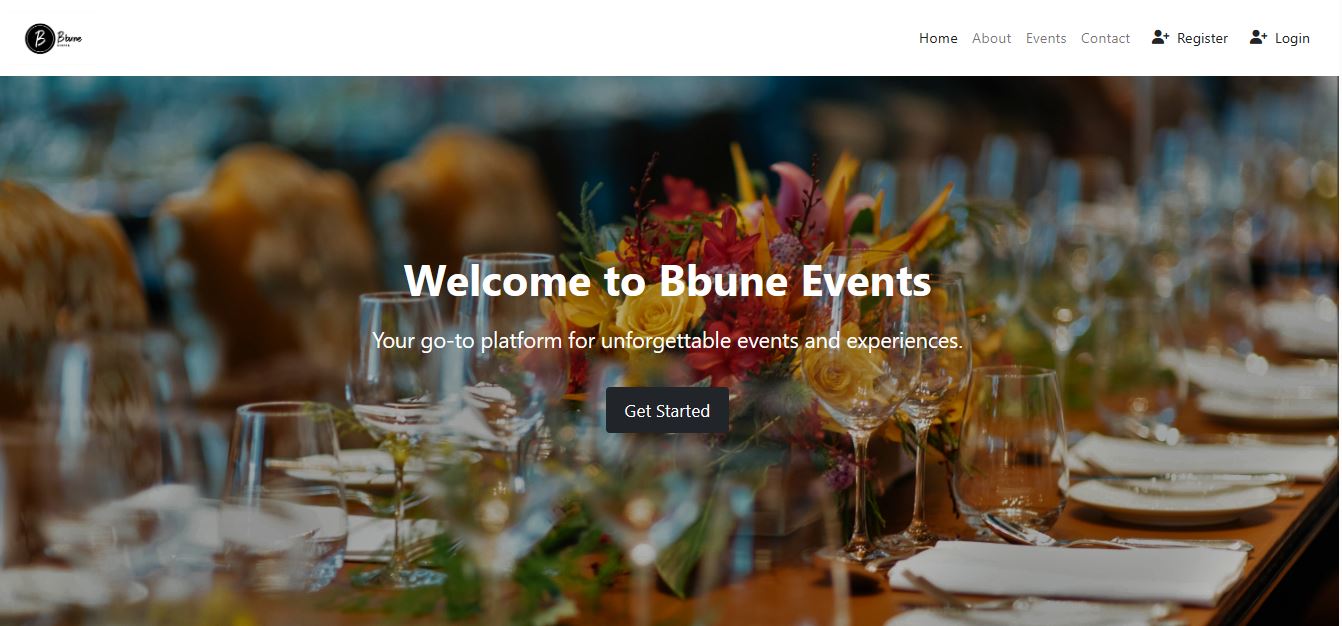 B Bbune
Home About Events Contact Register Login
Welcome to Bbune Events
Your go-to platform for unforgettable events and experiences.
Get Started